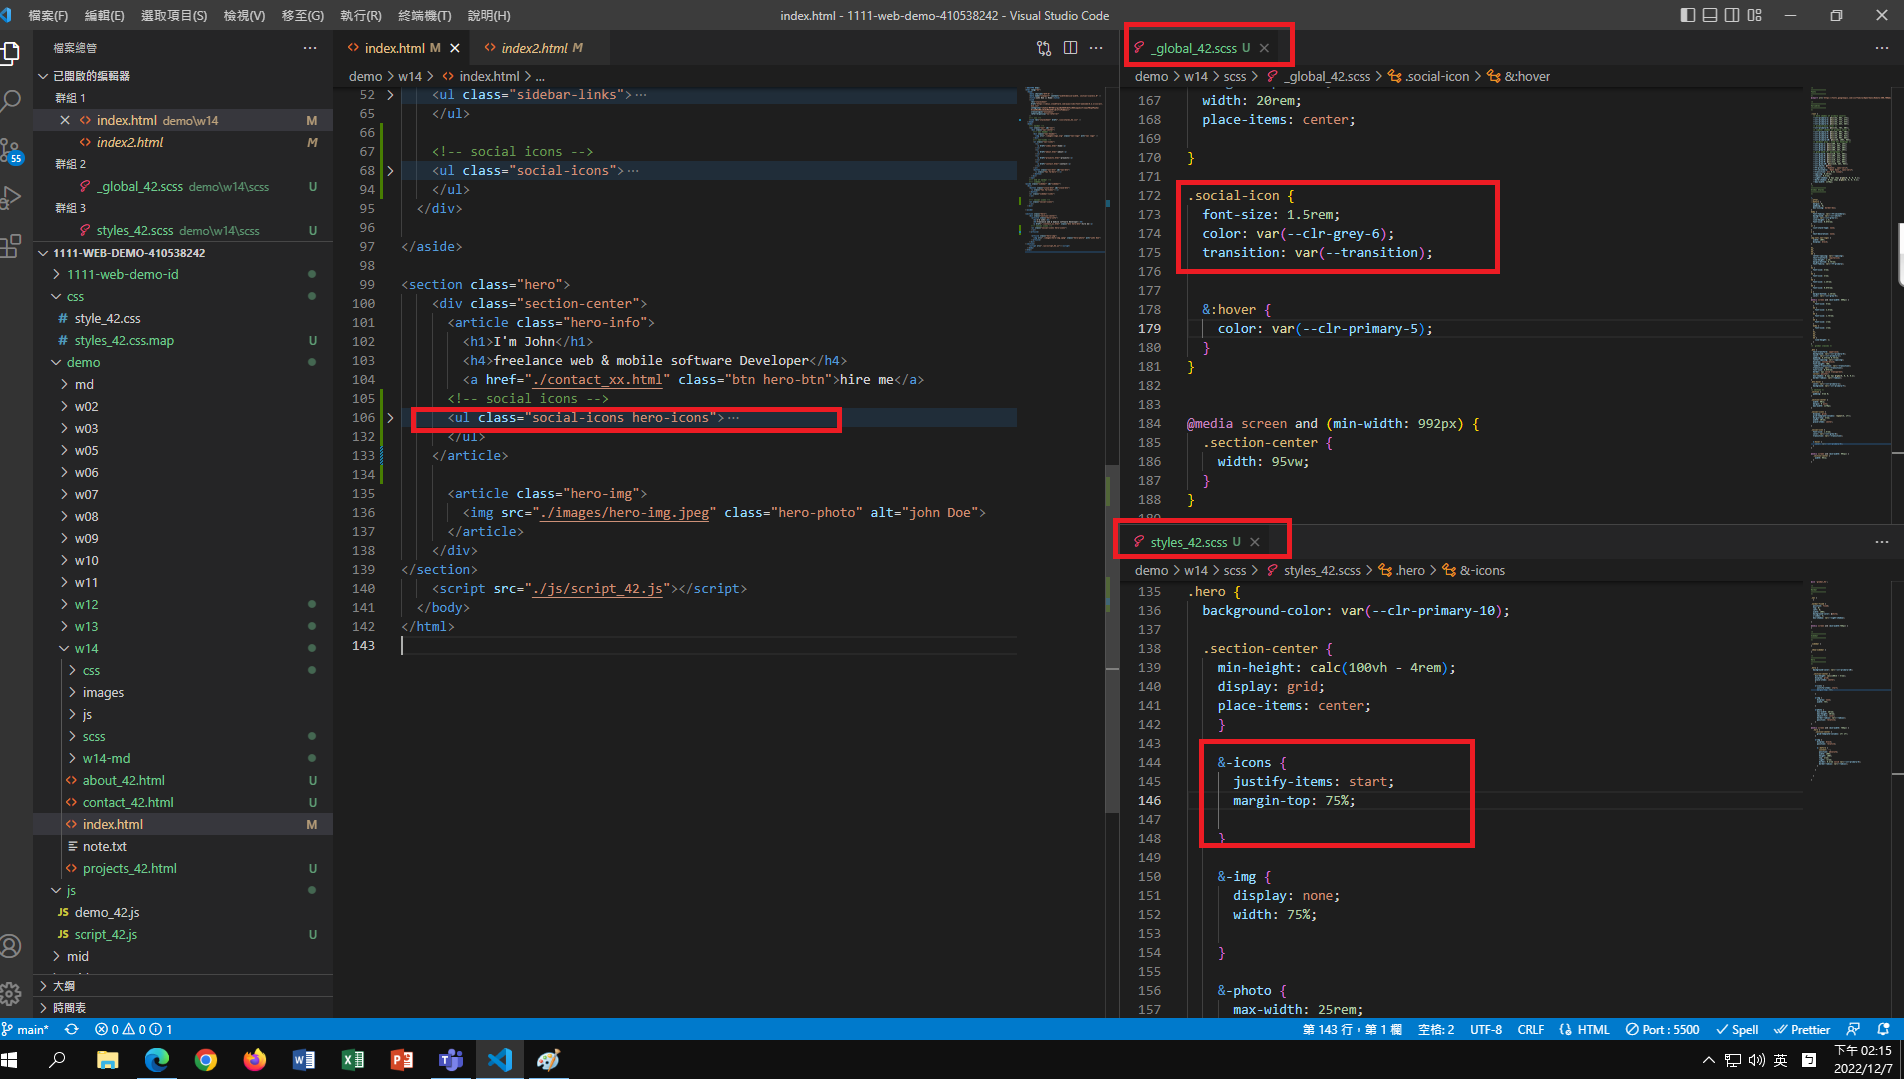 檔案(F) 編輯(E) 選取項目(S) 檢視(V) 移至(G) 執行(R) 終端機(T) 說明(H)
index.html - 1111-web-demo-410538242 - Visual Studio Code
檔案總管
已開啟的編輯器
群組 1
index.html demo\w14 M
index2.html M
群組 2
_global_42.scss demo\w14\scss U
群組 3
styles_42.scss demo\w14\scss U
1111-WEB-DEMO-410538242
1111-web-demo-id
css
style_42.css
styles_42.css.map U
demo
md
w02
w03
w05
w06
w07
w08
w09
w10
w11
w12
w13
w14
css
images
js
scss
w14-md
about_42.html U
contact_42.html U
index.html M
note.txt
projects_42.html U
js
demo_42.js
script_42.js U
mid
大綱
時間表
55
index.html M
index2.html M
demo > w14 > index.html > ...
52 <ul class="sidebar-links">⋯
65 </ul>
66
67 <!-- social icons -->
68 <ul class="social-icons">⋯
94 </ul>
95 </div>
96
97 </aside>
98
99 <section class="hero">
100 <div class="section-center">
101 <article class="hero-info">
102 <h1>I'm John</h1>
103 <h4>freelance web & mobile software Developer</h4>
104 <a href="./contact_xx.html" class="btn hero-btn">hire me</a>
105 <!-- social icons -->
106 <ul class="social-icons hero-icons">⋯
132 </ul>
133 </article>
134
135 <article class="hero-img">
136 <img src="./images/hero-img.jpeg" class="hero-photo" alt="john Doe">
137 </article>
138 </div>
139 </section>
140 <script src="./js/script_42.js"></script>
141 </body>
142 </html>
143
_global_42.scss U
demo > w14 > scss > _global_42.scss > .social-icon > &:hover
167 width: 20rem;
168 place-items: center;
169
170 }
171
172 .social-icon {
173 font-size: 1.5rem;
174 color: var(--clr-grey-6);
175 transition: var(--transition);
176
177
178 &:hover {
179 color: var(--clr-primary-5);
180 }
181 }
182
183
184 @media screen and (min-width: 992px) {
185 .section-center {
186 width: 95vw;
187 }
188 }
189
styles_42.scss U
demo > w14 > scss > styles_42.scss > .hero > &-icons
135 .hero {
136 background-color: var(--clr-primary-10);
137
138 .section-center {
139 min-height: calc(100vh - 4rem);
140 display: grid;
141 place-items: center;
142 }
143
144 &-icons {
145 justify-items: start;
146 margin-top: 75%;
147
148 }
149
150 &-img {
151 display: none;
152 width: 75%;
153
154 }
155
156 &-photo {
157 max-width: 25rem;
main* 0 0 1
第 143 行，第 1 欄 空格: 2 UTF-8 CRLF HTML Port : 5500 Spell Prettier
英
下午 02:15
2022/12/7